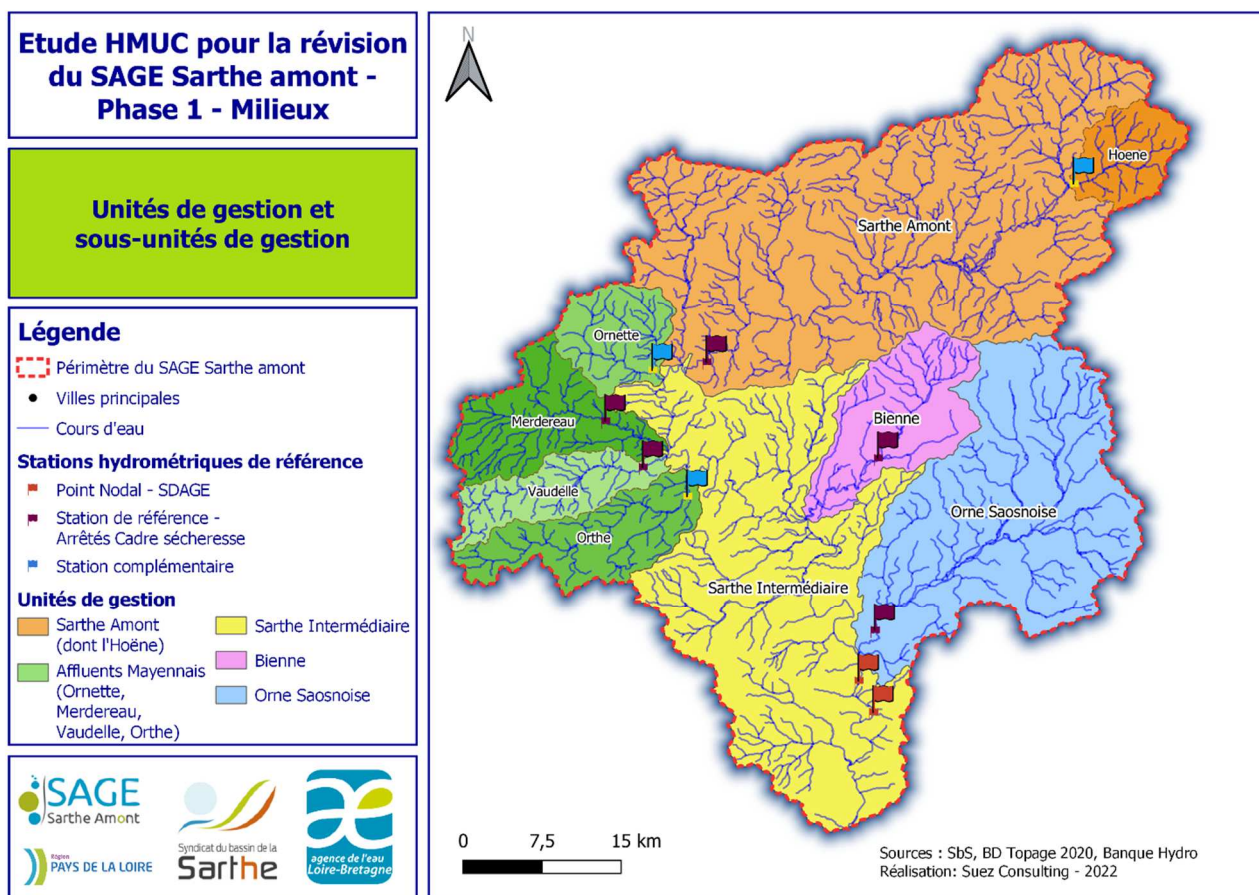 Etude HMUC pour la révision
du SAGE Sarthe amont -
Phase 1 - Milieux
Unités de gestion et
sous-unités de gestion
Légende
Périmètre du SAGE Sarthe amont
Villes principales
Cours d'eau
Stations hydrométriques de référence
Point Nodal - SDAGE
Station de référence -
Arrêtés Cadre sécheresse
Station complémentaire
Unités de gestion
Sarthe Amont
(dont l'Hoëne)
Affluents Mayennais
(Ornette,
Merdereau,
Vaudelle, Orthe)
Sarthe Intermédiaire
Bienne
Orne Saosnoise
SAGE
Sarthe Amont
Région
PAYS DE LA LOIRE
Syndicat du bassin de la
Sarthe
ae
agence de l'eau
Loire-Bretagne
N
Hoene
Sarthe Amont
Ornette
Merdereau
Bienne
Vaudelle
Orne Saosnoise
Orthe
Sarthe Intermédiaire
0 7,5 15 km
Sources : SbS, BD Topage 2020, Banque Hydro
Réalisation: Suez Consulting - 2022